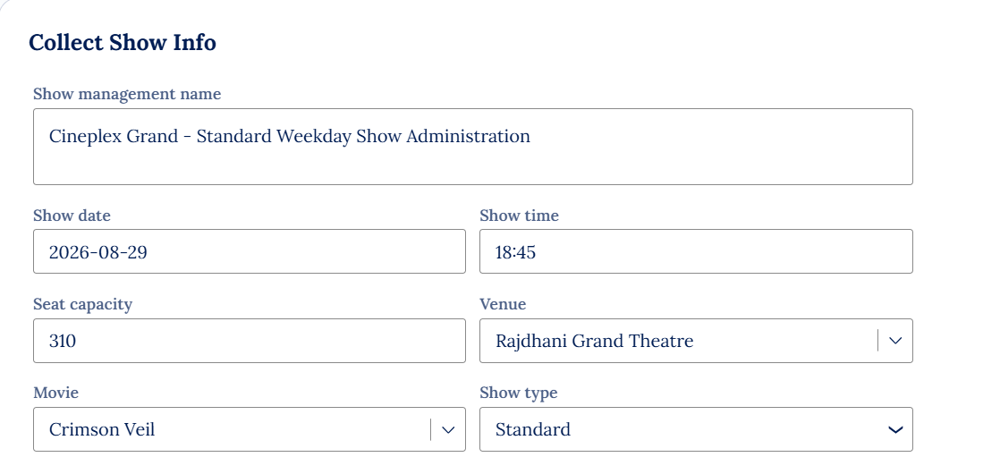 Collect Show Info
Show management name
Cineplex Grand - Standard Weekday Show Administration
Show date
Show time
2026-08-29
18:45
Seat capacity
Venue
310
Rajdhani Grand Theatre
Movie
Show type
Crimson Veil
Standard